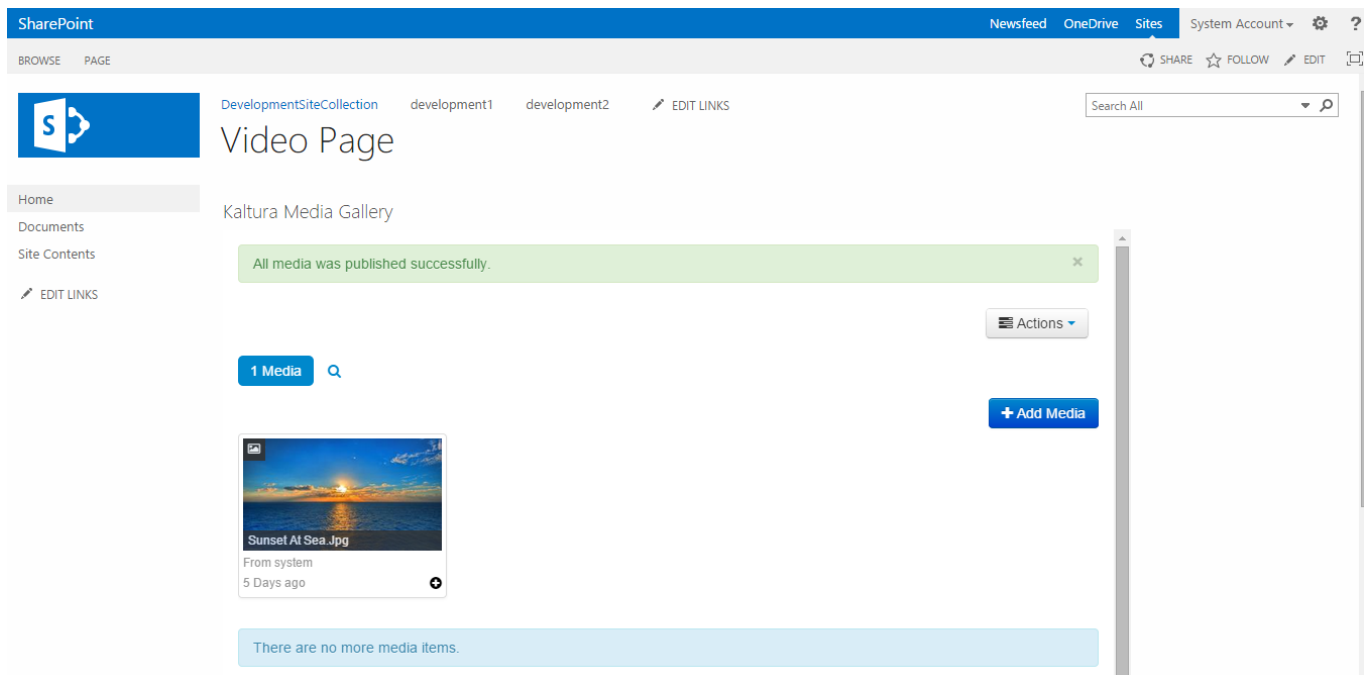 SharePoint
Newsfeed OneDrive Sites System Account ?
BROWSE PAGE
SHARE FOLLOW EDIT
S
DevelopmentSiteCollection development1 development2 EDIT LINKS
Search All
Video Page
Home
Documents
Site Contents
EDIT LINKS
Kaltura Media Gallery
All media was published successfully. ×
Actions
1 Media
+ Add Media
Sunset At Sea.Jpg
From system
5 Days ago
There are no more media items.